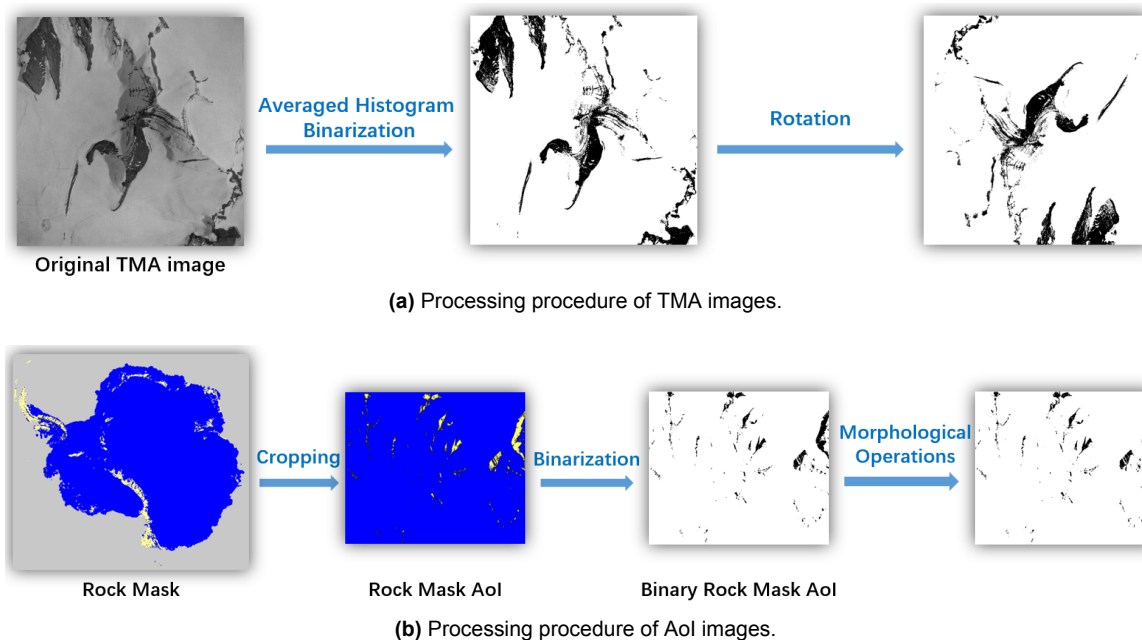 Averaged Histogram
Binarization
Rotation
Original TMA image
(a) Processing procedure of TMA images.
Cropping
Binarization
Morphological
Operations
Rock Mask
Rock Mask AoI
Binary Rock Mask AoI
(b) Processing procedure of AoI images.